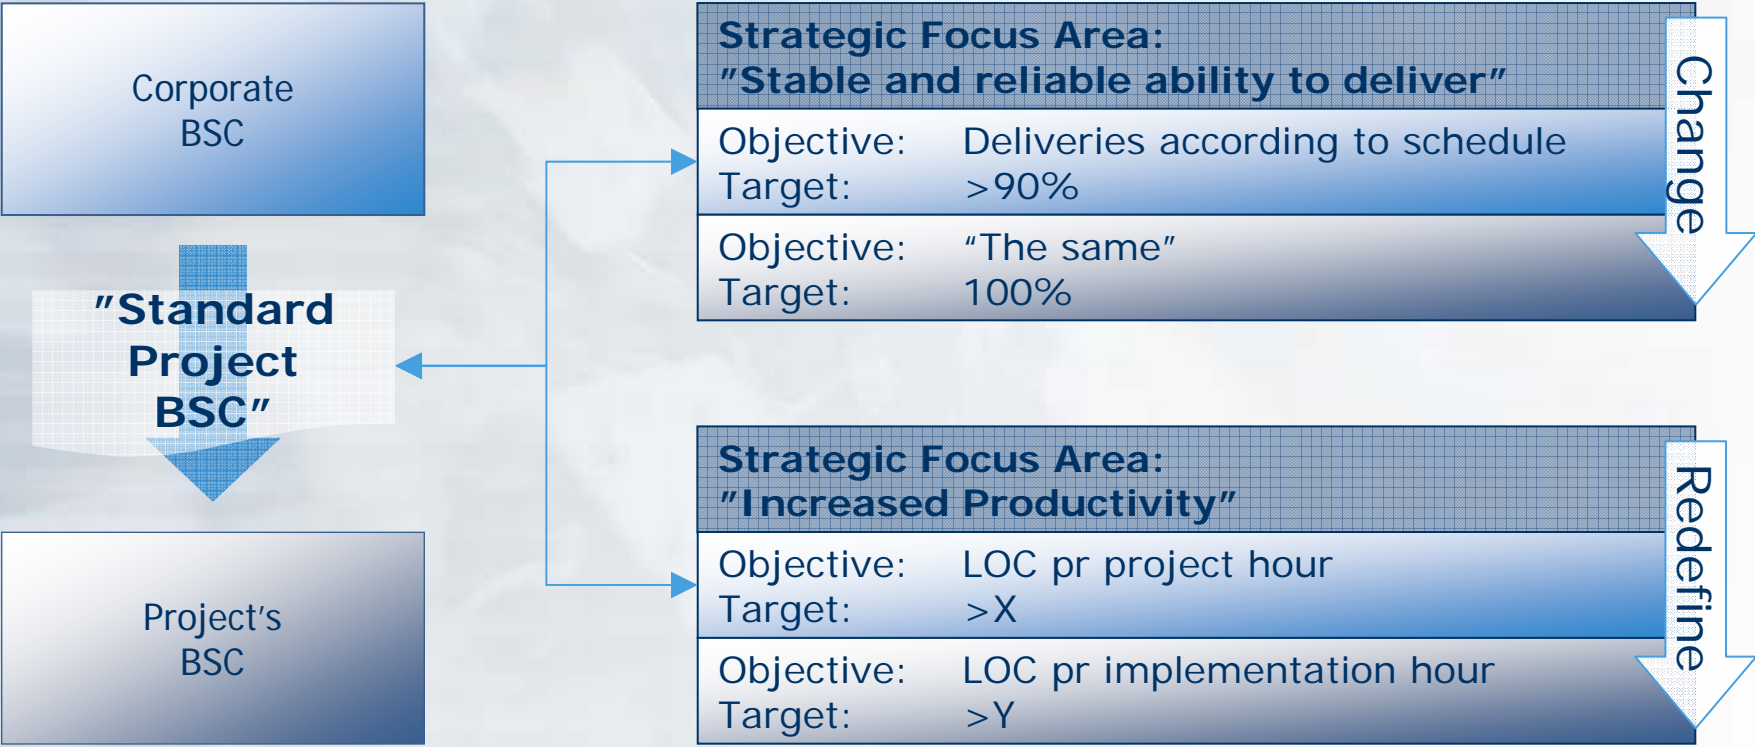 Corporate
BSC
"Standard
Project
BSC"
Project's
BSC
Strategic Focus Area:
"Stable and reliable ability to deliver"
Objective: Deliveries according to schedule
Target: >90%
Objective: "The same"
Target: 100%
Change
Strategic Focus Area:
"Increased Productivity"
Objective: LOC pr project hour
Target: >X
Objective: LOC pr implementation hour
Target: >Y
Redefine